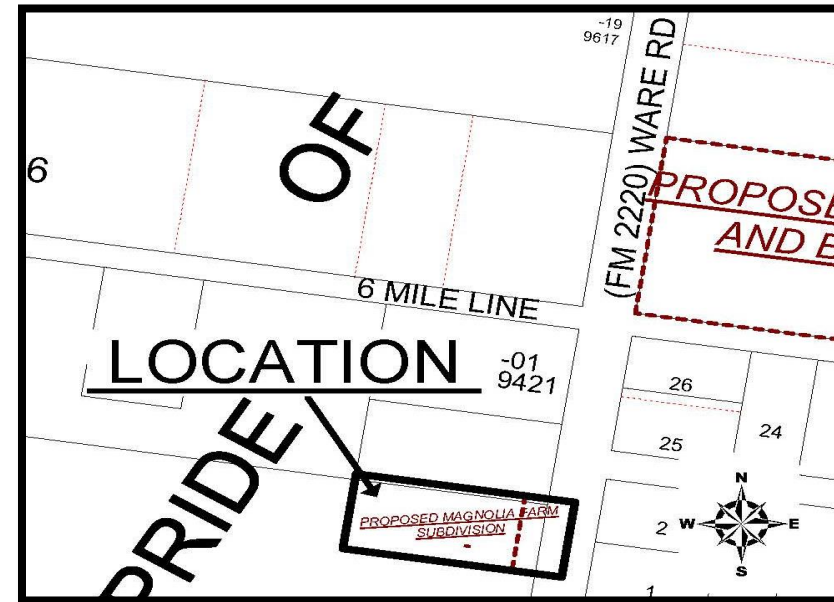 -19
9617
(FM 2220) WARE RD
6
OF
PROPOSE
AND B
6 MILE LINE
LOCATION
-01
9421
26
25
24
PRIDE
PROPOSED MAGNOLIA FARM
SUBDIVISION
2
1
N
W
E
S